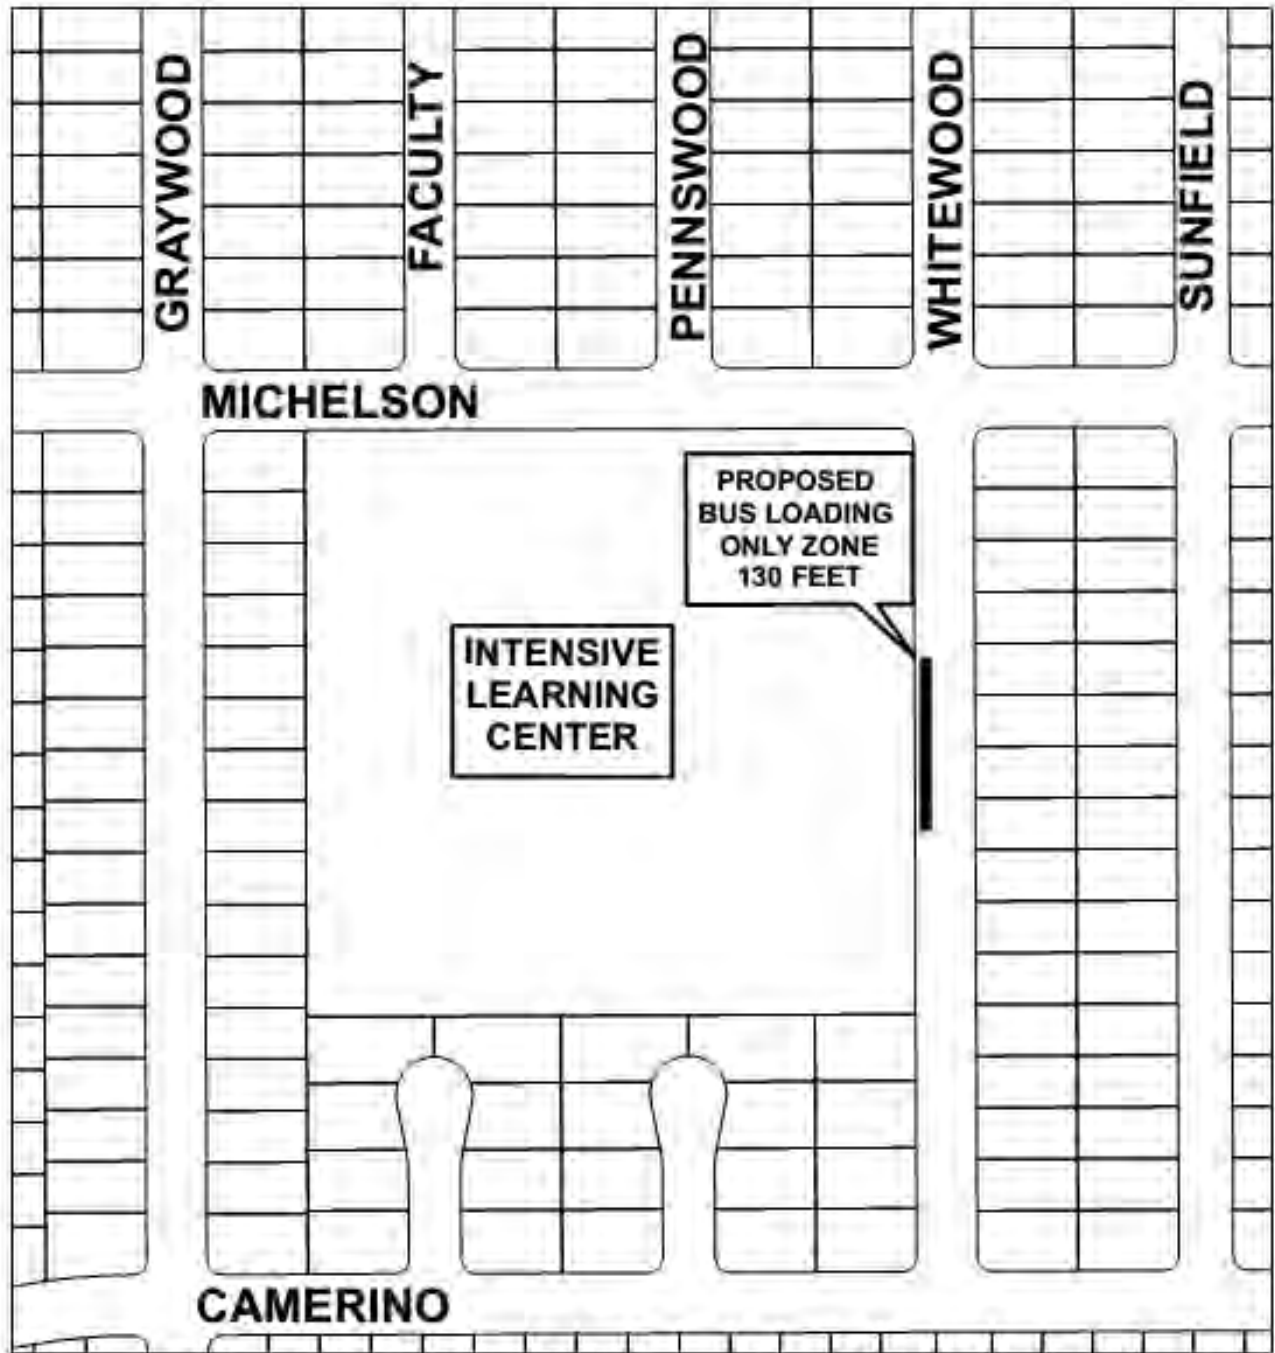 GRAYWOOD
FACULTY
PENNSWOOD
WHITEWOOD
SUNFIELD
MICHELSON
PROPOSED
BUS LOADING
ONLY ZONE
130 FEET
INTENSIVE
LEARNING
CENTER
CAMERINO